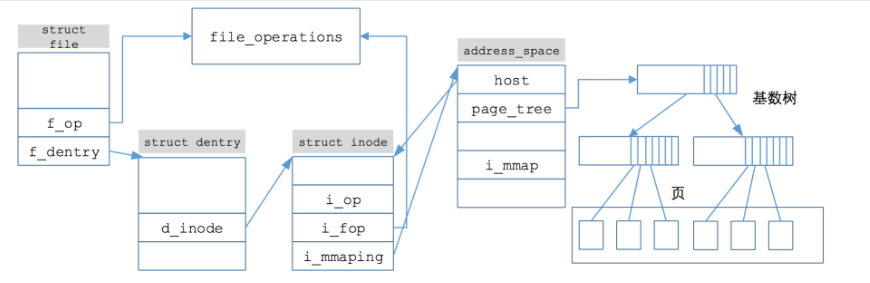 struct
file
f_op
f_dentry
file_operations
struct dentry
d_inode
struct inode
i_op
i_fop
i_mmaping
address_space
host
page_tree
i_mmap
基数树
页